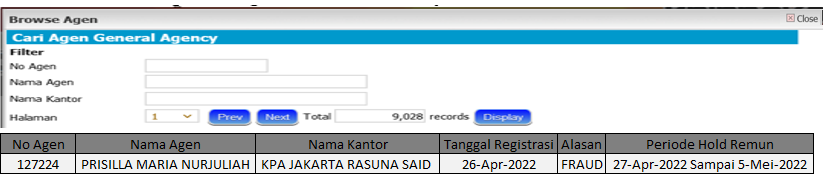 Browse Agen Close
Cari Agen General Agency
Filter
No Agen
Nama Agen
Nama Kantor
Halaman 1 Prev Next Total 9,028 records Display
No Agen Nama Agen Nama Kantor Tanggal Registrasi Alasan Periode Hold Remun
127224 PRISILLA MARIA NURJULIAH KPA JAKARTA RASUNA SAID 26-Apr-2022 FRAUD 27-Apr-2022 Sampai 5-Mei-2022